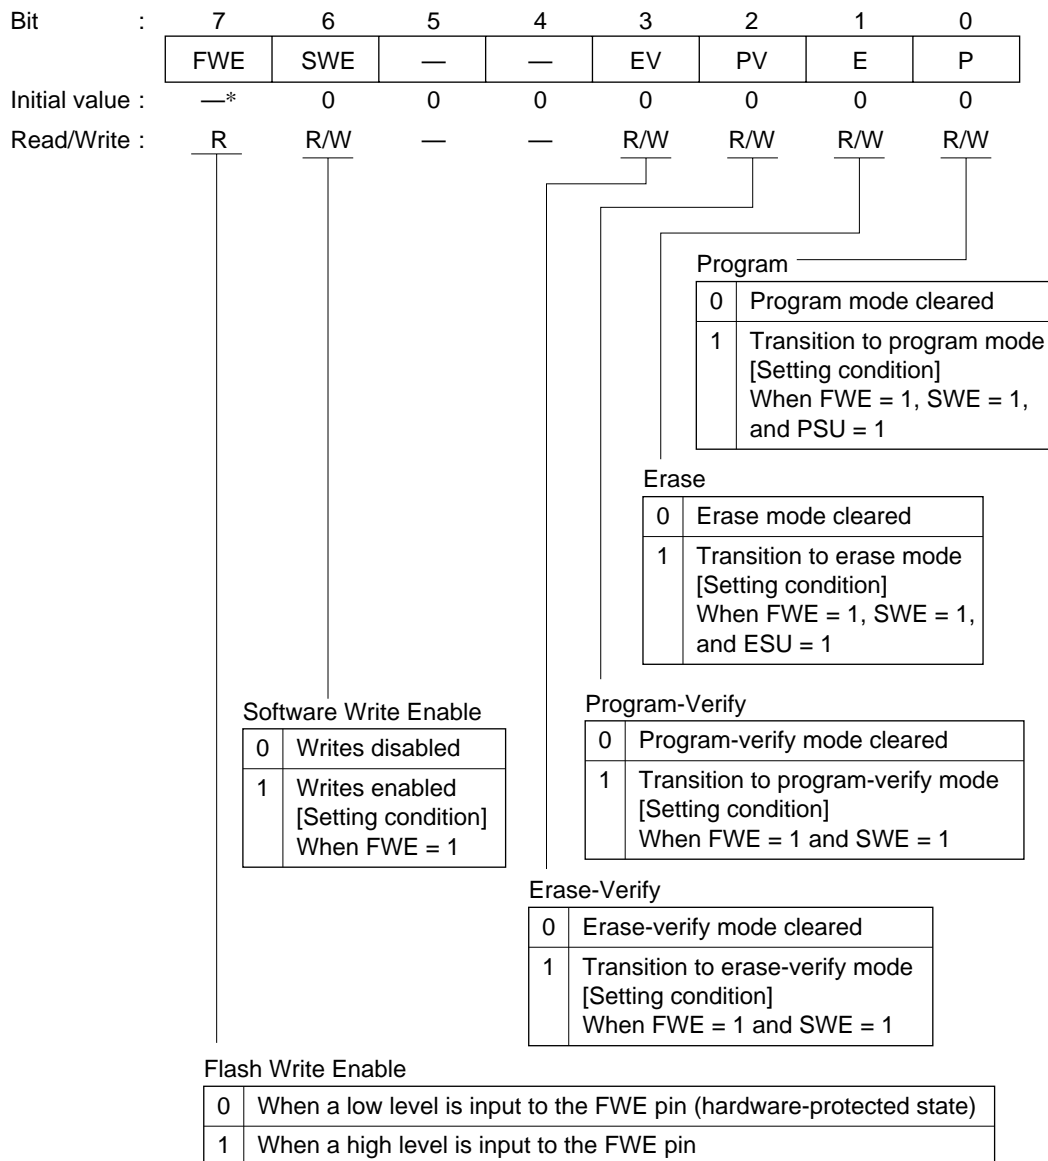 Bit : 7 6 5 4 3 2 1 0
FWE SWE — — EV PV E P
Initial value : —* 0 0 0 0 0 0 0
Read/Write : R R/W — — R/W R/W R/W R/W
Program
0 Program mode cleared
1 Transition to program mode
[Setting condition]
When FWE = 1, SWE = 1,
and PSU = 1
Erase
0 Erase mode cleared
1 Transition to erase mode
[Setting condition]
When FWE = 1, SWE = 1,
and ESU = 1
Program-Verify
0 Program-verify mode cleared
1 Transition to program-verify mode
[Setting condition]
When FWE = 1 and SWE = 1
Software Write Enable
0 Writes disabled
1 Writes enabled
[Setting condition]
When FWE = 1
Erase-Verify
0 Erase-verify mode cleared
1 Transition to erase-verify mode
[Setting condition]
When FWE = 1 and SWE = 1
Flash Write Enable
0 When a low level is input to the FWE pin (hardware-protected state)
1 When a high level is input to the FWE pin